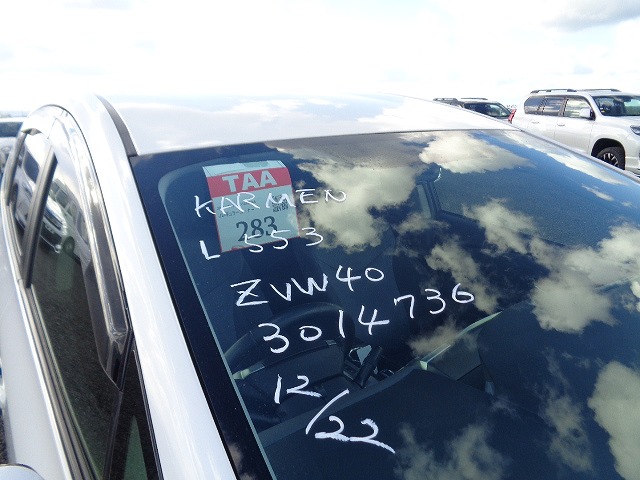 TAA
KARMEN
283
L 553
ZVW40
3014736
12/22